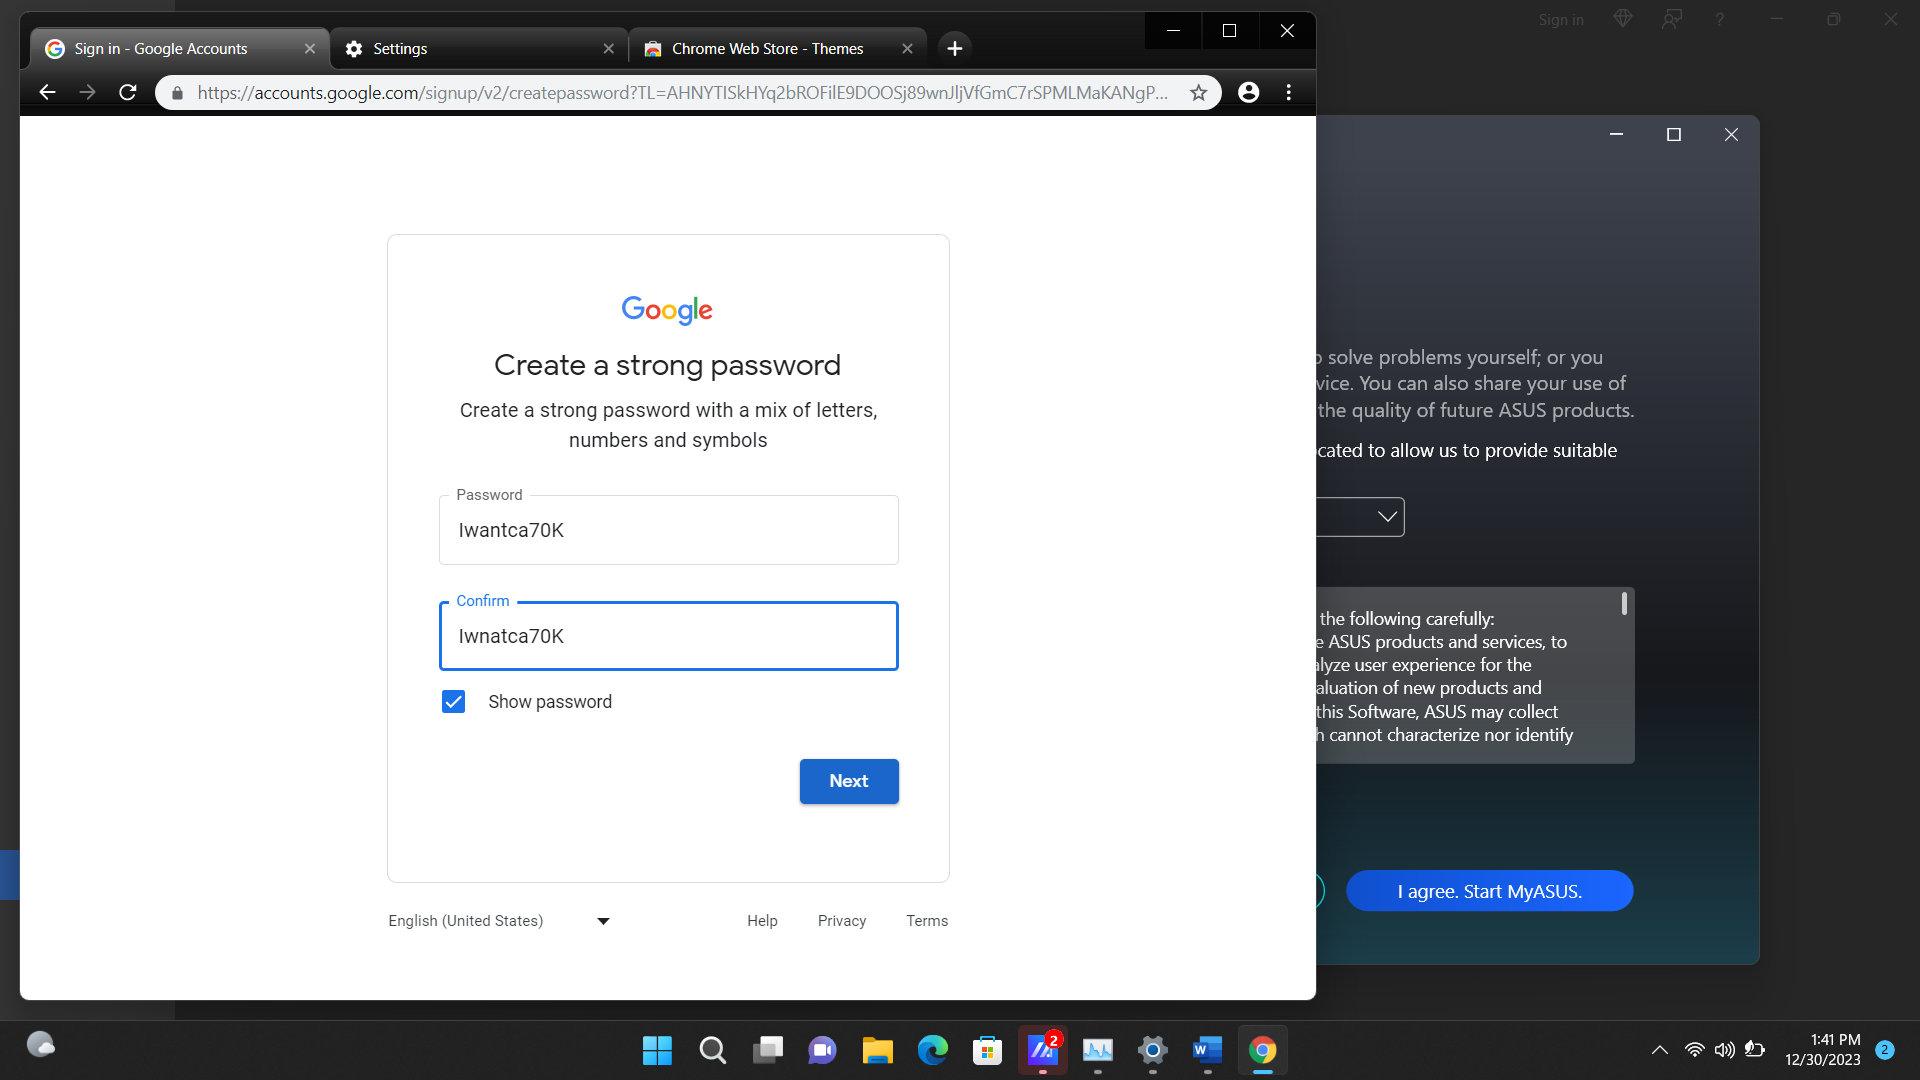 Sign in
Sign in - Google Accounts
Settings
Chrome Web Store - Themes
https://accounts.google.com/signup/v2/createpassword?TL=AHNYTISkHYq2bROFilE9DOOSj89wnJljVfGmC7rSPMLMaKANgP...
Google
Create a strong password
Create a strong password with a mix of letters,
numbers and symbols
Password
Iwantca70K
Confirm
Iwnatca70K
Show password
Next
English (United States)
Help
Privacy
Terms
solve problems yourself; or you
vice. You can also share your use of
the quality of future ASUS products.
cated to allow us to provide suitable
the following carefully:
e ASUS products and services, to
alyze user experience for the
aluation of new products and
this Software, ASUS may collect
h cannot characterize nor identify
I agree. Start MyASUS.
2
W
1:41 PM
12/30/2023
2